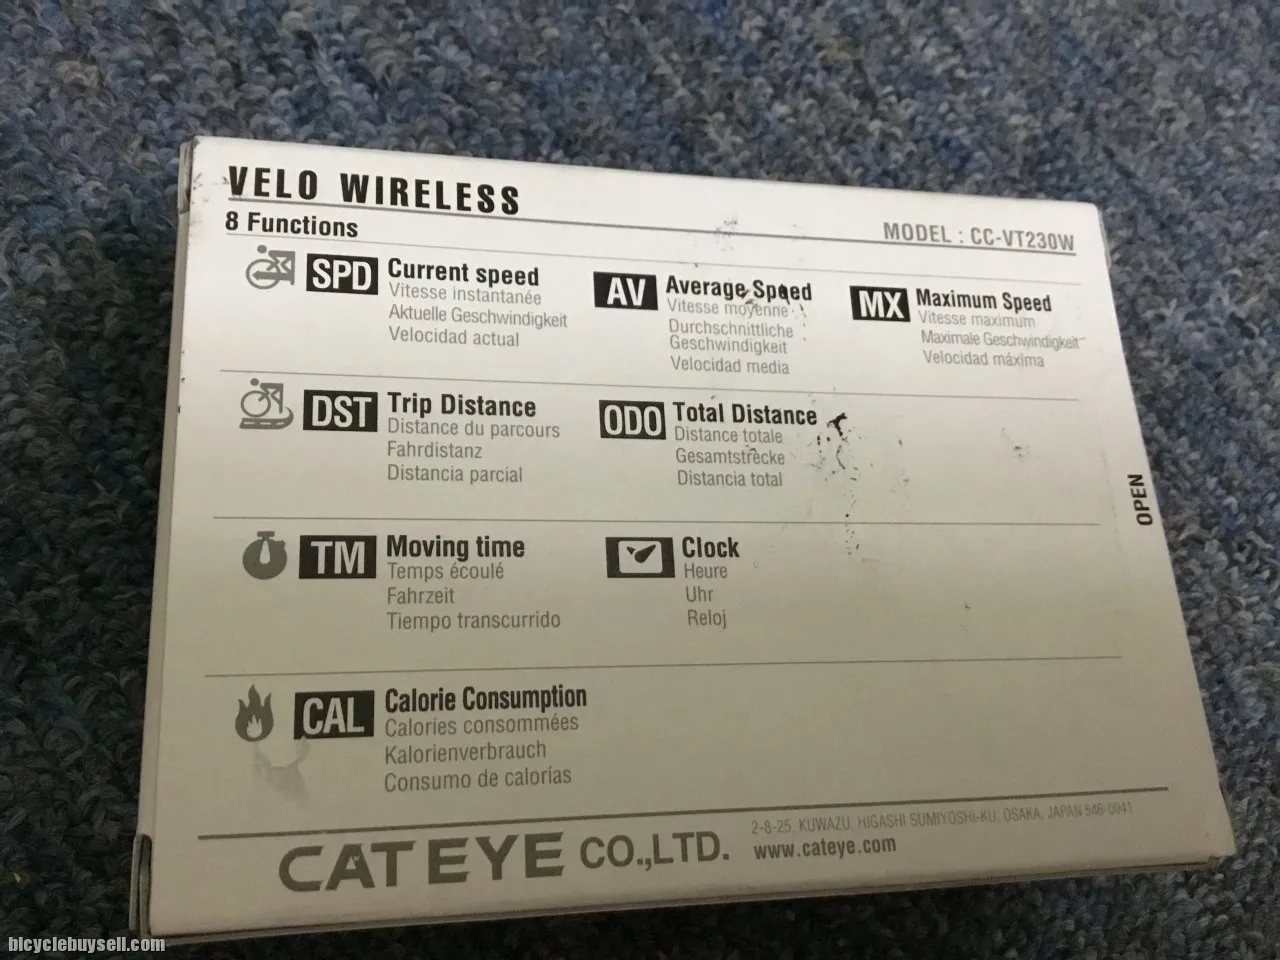 VELO WIRELESS
8 Functions
MODEL : CC-VT230W
SPD
Current speed
Vitesse instantanée
Aktuelle Geschwindigkeit
Velocidad actual
AV
Average Speed
Vitesse moyenne
Durchschnittliche
Geschwindigkeit
Velocidad media
MX
Maximum Speed
Vitesse maximum
Maximale Geschwindigkeit
Velocidad máxima
DST
Trip Distance
Distance du parcours
Fahrdistanz
Distancia parcial
ODO
Total Distance
Distance totale
Gesamtstrecke
Distancia total
OPEN
TM
Moving time
Temps écoulé
Fahrzeit
Tiempo transcurrido
Clock
Heure
Uhr
Reloj
CAL
Calorie Consumption
Calories consommées
Kalorienverbrauch
Consumo de calorías
CATEYE CO.,LTD.
2-8-25, KUWAZU, HIGASHI SUMIYOSHI-KU, OSAKA, JAPAN 546-0041
www.cateye.com
bicyclebuysell.com